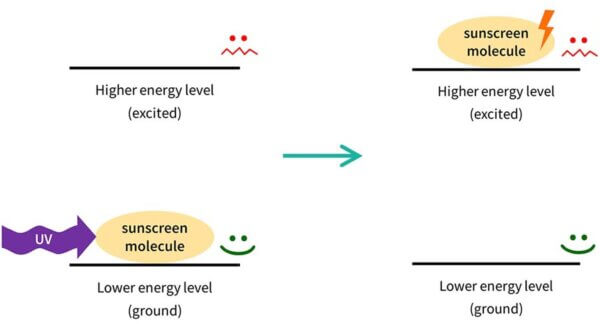 Higher energy level
(excited)
UV
sunscreen
molecule
Lower energy level
(ground)
sunscreen
molecule
Higher energy level
(excited)
Lower energy level
(ground)